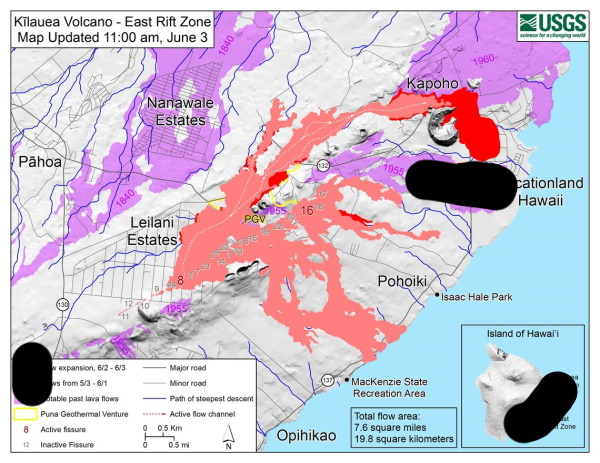 Kīlauea Volcano - East Rift Zone
Map Updated 11:00 am, June 3
USGS
science for a changing world
1840
1960-
Kapoho
Nanawale
Estates
Pāhoa
132
1955
cationland
Hawaii
1840
Leilani
Estates
1955
PGV
16
17
18
22
8
9
10
11
12
Pohoiki
Isaac Hale Park
130
1955
Island of Hawai'i
137
MacKenzie State
Recreation Area
Opihikao
w expansion, 6/2 - 6/3
ws from 5/3 - 6/1
otable past lava flows
Puna Geothermal Venture
8 Active fissure
12 Inactive Fissure
Major road
Minor road
Path of steepest descent
Active flow channel
0 0.5 Km
0 0.5 mi
N
Total flow area:
7.6 square miles
19.8 square kilometers
Zone